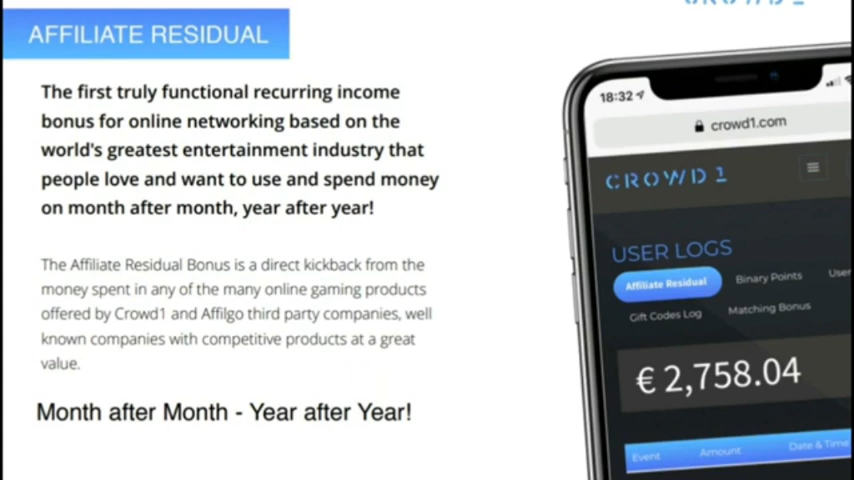 CROWD 1
AFFILIATE RESIDUAL
The first truly functional recurring income
bonus for online networking based on the
world's greatest entertainment industry that
people love and want to use and spend money
on month after month, year after year!
The Affiliate Residual Bonus is a direct kickback from the
money spent in any of the many online gaming products
offered by Crowd1 and Affilgo third party companies, well
known companies with competitive products at a great
value.
Month after Month - Year after Year!
18:32
crowd1.com
CROWD 1
USER LOGS
Affiliate Residual Binary Points User
Gift Codes Log Matching Bonus
€ 2,758.04
Event Amount Date & Time